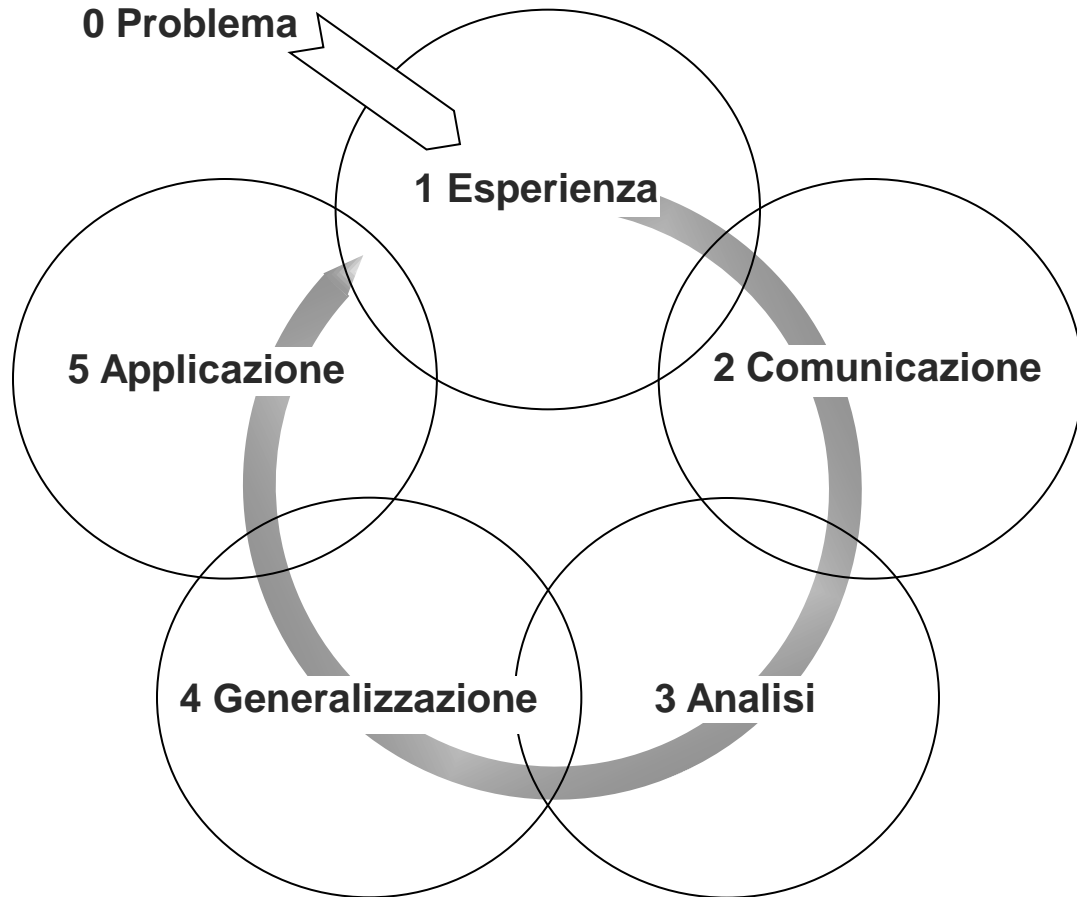 0 Problema
1 Esperienza
2 Comunicazione
3 Analisi
4 Generalizzazione
5 Applicazione